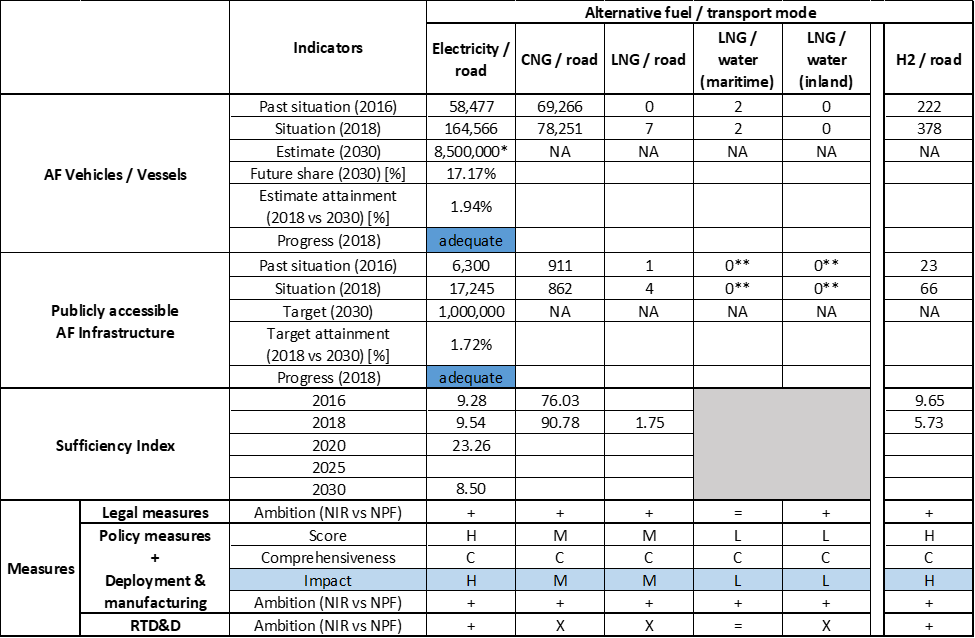 Alternative fuel / transport mode
Indicators
Electricity / road
CNG / road
LNG / road
LNG / water (maritime)
LNG / water (inland)
H2 / road
AF Vehicles / Vessels
Past situation (2016) 58,477 69,266 0 2 0 222
Situation (2018) 164,566 78,251 7 2 0 378
Estimate (2030) 8,500,000* NA NA NA NA NA
Future share (2030) [%] 17.17%
Estimate attainment (2018 vs 2030) [%] 1.94%
Progress (2018) adequate
Publicly accessible AF Infrastructure
Past situation (2016) 6,300 911 1 0** 0** 23
Situation (2018) 17,245 862 4 0** 0** 66
Target (2030) 1,000,000 NA NA NA NA NA
Target attainment (2018 vs 2030) [%] 1.72%
Progress (2018) adequate
Sufficiency Index
2016 9.28 76.03 9.65
2018 9.54 90.78 1.75 5.73
2020 23.26
2025
2030 8.50
Measures
Legal measures Ambition (NIR vs NPF) + + + = + +
Policy measures + Deployment & manufacturing
Score H M M L L H
Comprehensiveness C C C C C C
Impact H M M L L H
Ambition (NIR vs NPF) + + + + + +
RTD&D Ambition (NIR vs NPF) + X X = X +